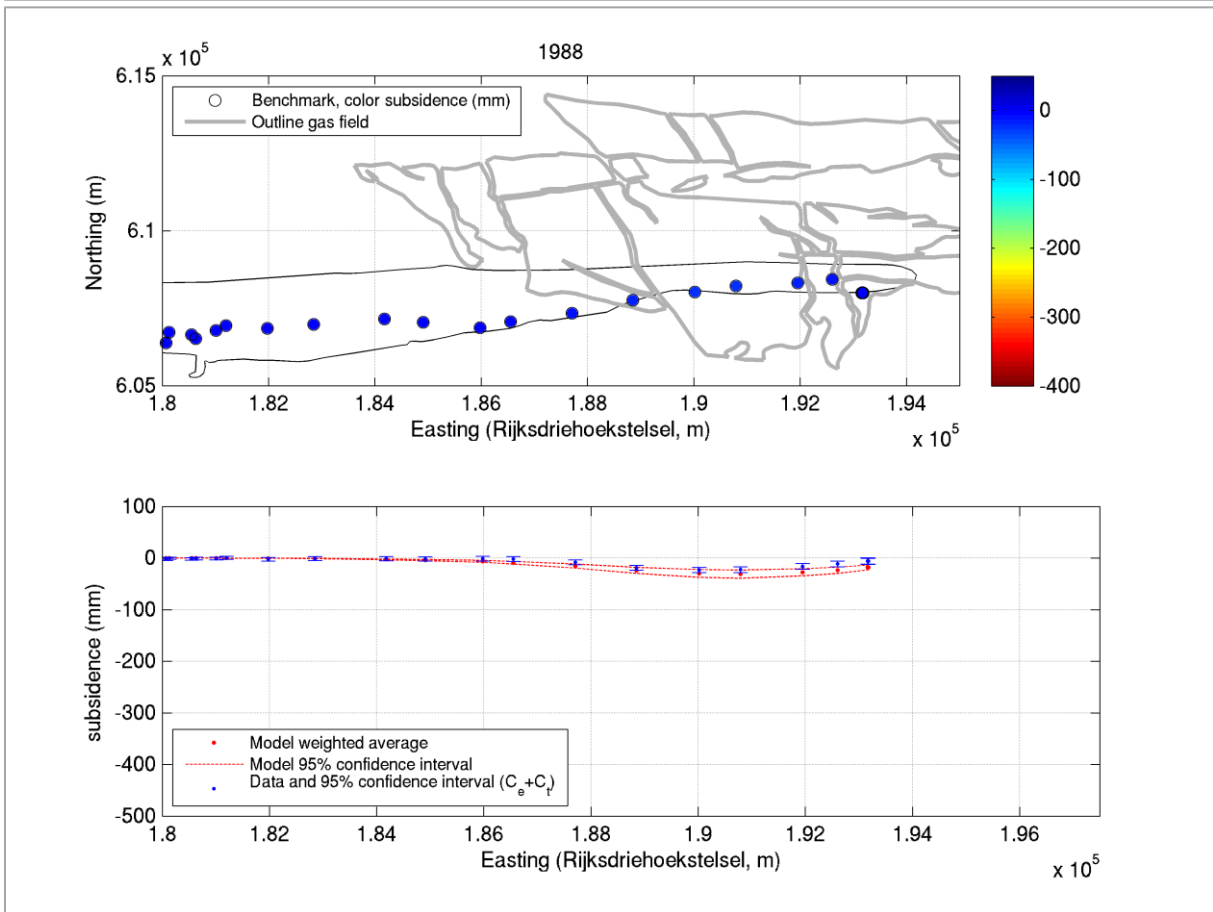 1988
x 10^5
6.15
6.1
6.05
Northing (m)
Benchmark, color subsidence (mm)
Outline gas field
1.8 1.82 1.84 1.86 1.88 1.9 1.92 1.94
Easting (Rijksdriehoekstelsel, m)
x 10^5
0
-100
-200
-300
-400
100
0
-100
-200
-300
-400
-500
subsidence (mm)
Model weighted average
Model 95% confidence interval
Data and 95% confidence interval (C_e+C_t)
1.8 1.82 1.84 1.86 1.88 1.9 1.92 1.94 1.96
Easting (Rijksdriehoekstelsel, m)
x 10^5